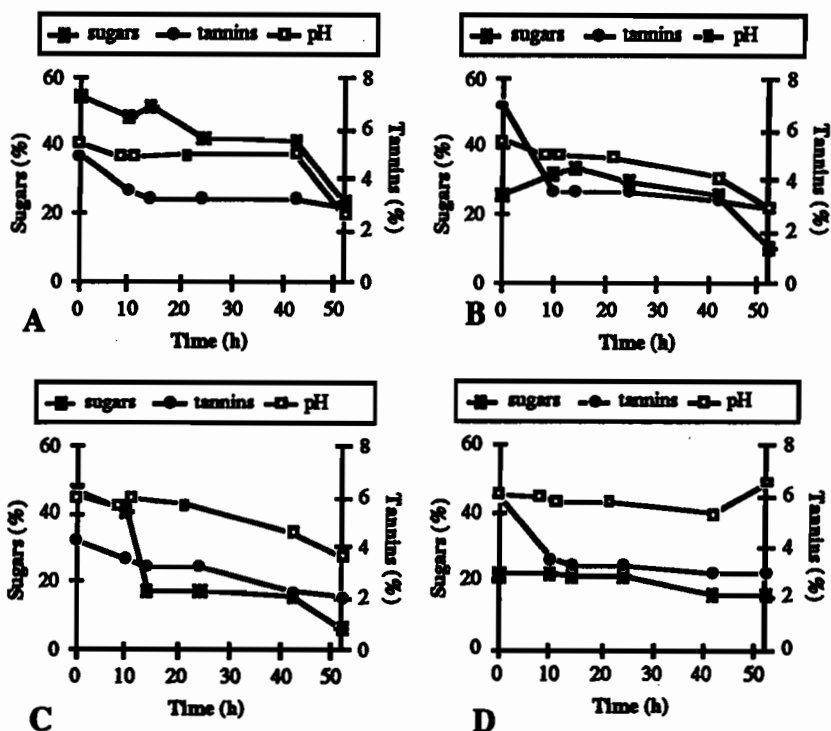 sugars tannins pH
60 8
40 6
Sugars (%) 20 4 Tannins (%)
2
0 0
0 10 20 30 40 50
A Time (h)
sugars tannins pH
60 8
40 6
Sugars (%) 20 4 Tannins (%)
2
0 0
0 10 20 30 40 50
B Time (h)
sugars tannins pH
60 8
40 6
Sugars (%) 20 4 Tannins (%)
2
0 0
0 10 20 30 40 50
C Time (h)
sugars tannins pH
60 8
40 6
Sugars (%) 20 4 Tannins (%)
2
0 0
0 10 20 30 40 50
D Time (h)